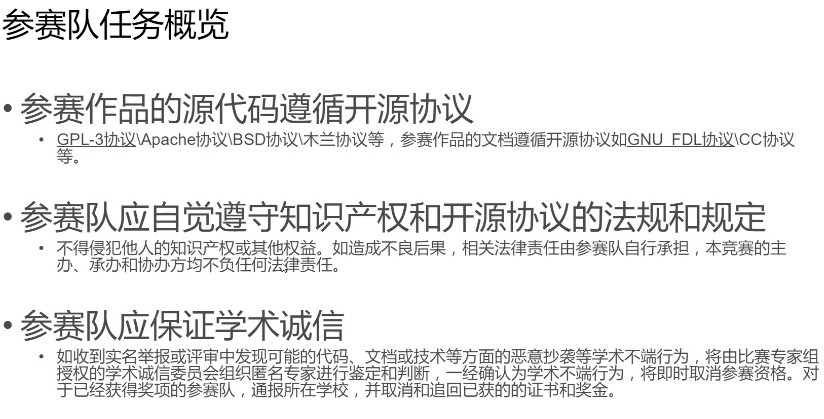 参赛队任务概览
• 参赛作品的源代码遵循开源协议
• GPL-3协议\Apache协议\BSD协议\木兰协议等，参赛作品的文档遵循开源协议如GNU FDL协议\CC协议
等。
• 参赛队应自觉遵守知识产权和开源协议的法规和规定
• 不得侵犯他人的知识产权或其他权益。如造成不良后果，相关法律责任由参赛队自行承担，本竞赛的主
办、承办和协办方均不负任何法律责任。
• 参赛队应保证学术诚信
• 如收到实名举报或评审中发现可能的代码、文档或技术等方面的恶意抄袭等学术不端行为，将由比赛专家组
授权的学术诚信委员会组织匿名专家进行鉴定和判断，一经确认为学术不端行为，将即时取消参赛资格。对
于已经获得奖项的参赛队，通报所在学校，并取消和追回已获的的证书和奖金。